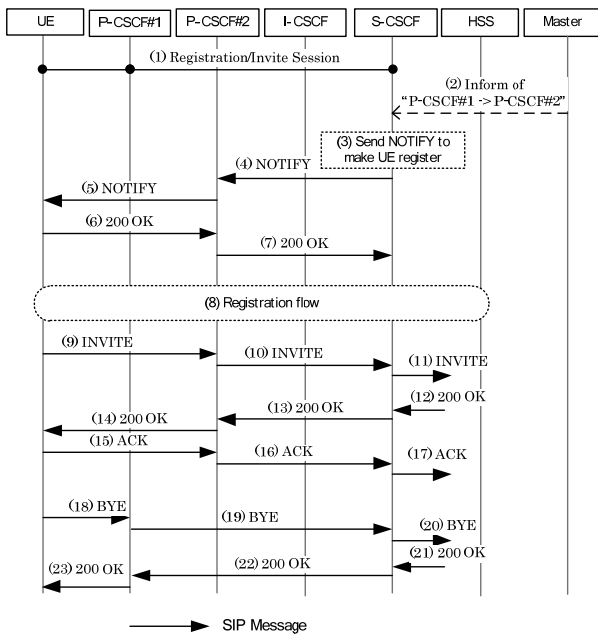 UE P-CSCF#1 P-CSCF#2 I-CSCF S-CSCF HSS Master
(1) Registration/Invite Session
(2) Inform of
"P-CSCF#1 -> P-CSCF#2"
(3) Send NOTIFY to
make UE register
(4) NOTIFY
(5) NOTIFY
(6) 200 OK
(7) 200 OK
(8) Registration flow
(9) INVITE
(10) INVITE
(11) INVITE
(12) 200 OK
(13) 200 OK
(14) 200 OK
(15) ACK
(16) ACK
(17) ACK
(18) BYE
(19) BYE
(20) BYE
(21) 200 OK
(22) 200 OK
(23) 200 OK
SIP Message